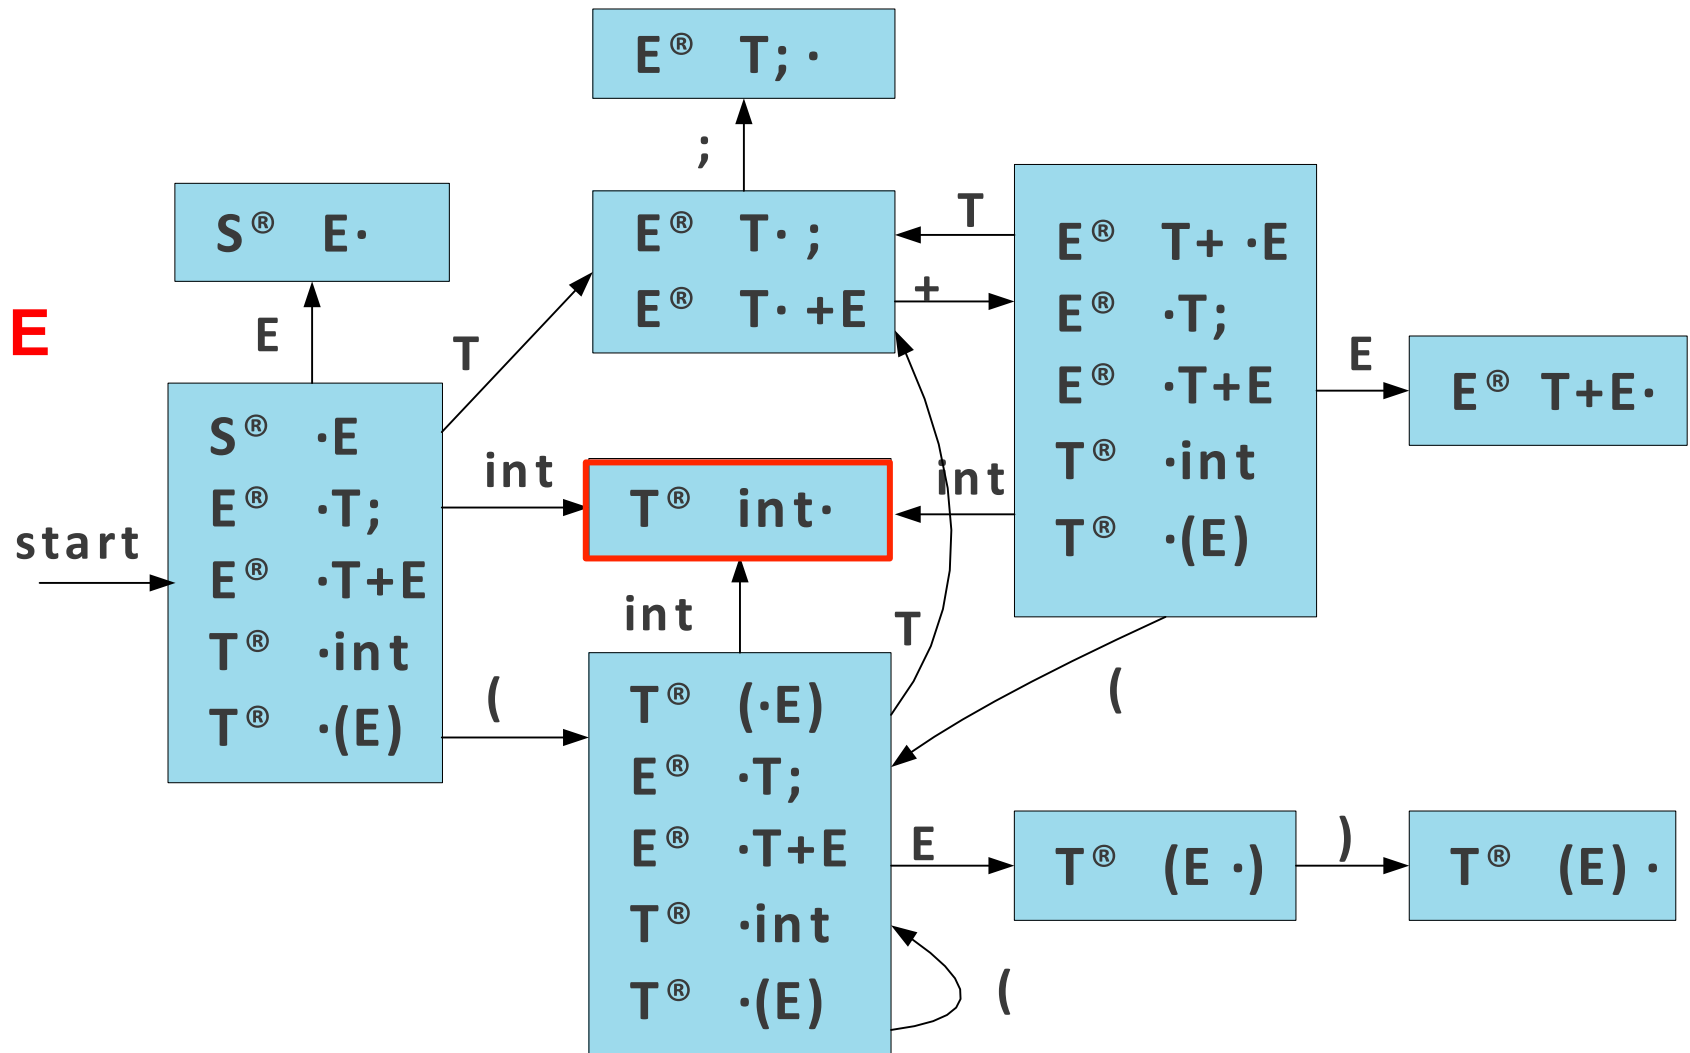 E® T; ·
;
S® E·
E® T· ;
E® T· +E
T
+
E® T+ ·E
E® ·T;
E® ·T+E
T® ·int
T® ·(E)
E
E® T+E·
E
E
T
start
S® ·E
E® ·T;
E® ·T+E
T® ·int
T® ·(E)
int
T® int·
int
int
T
(
(
T® (·E)
E® ·T;
E® ·T+E
T® ·int
T® ·(E)
E
T® (E ·)
)
T® (E) ·
(